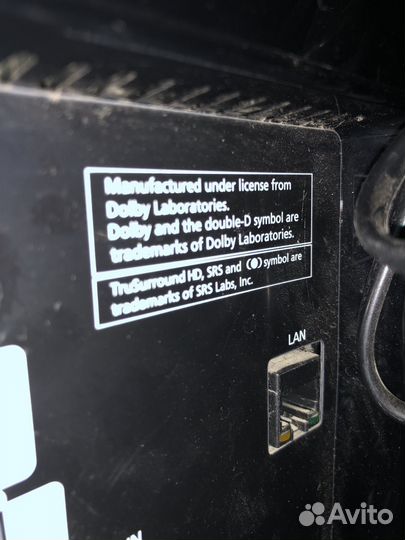 Manufactured under license from
Dolby Laboratories.
Dolby and the double-D symbol are
trademarks of Dolby Laboratories.
TruSurround HD, SRS and (●) symbol are
trademarks of SRS Labs, Inc.
LAN
IN
Avito